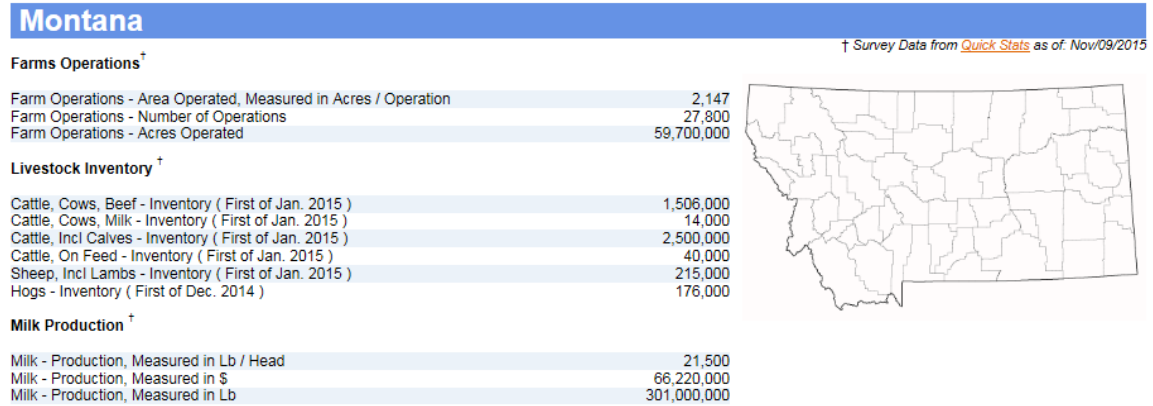 Montana
† Survey Data from Quick Stats as of: Nov/09/2015
Farms Operations†
Farm Operations - Area Operated, Measured in Acres / Operation 2,147
Farm Operations - Number of Operations 27,800
Farm Operations - Acres Operated 59,700,000
Livestock Inventory †
Cattle, Cows, Beef - Inventory ( First of Jan. 2015 ) 1,506,000
Cattle, Cows, Milk - Inventory ( First of Jan. 2015 ) 14,000
Cattle, Incl Calves - Inventory ( First of Jan. 2015 ) 2,500,000
Cattle, On Feed - Inventory ( First of Jan. 2015 ) 40,000
Sheep, Incl Lambs - Inventory ( First of Jan. 2015 ) 215,000
Hogs - Inventory ( First of Dec. 2014 ) 176,000
Milk Production †
Milk - Production, Measured in Lb / Head 21,500
Milk - Production, Measured in $ 66,220,000
Milk - Production, Measured in Lb 301,000,000